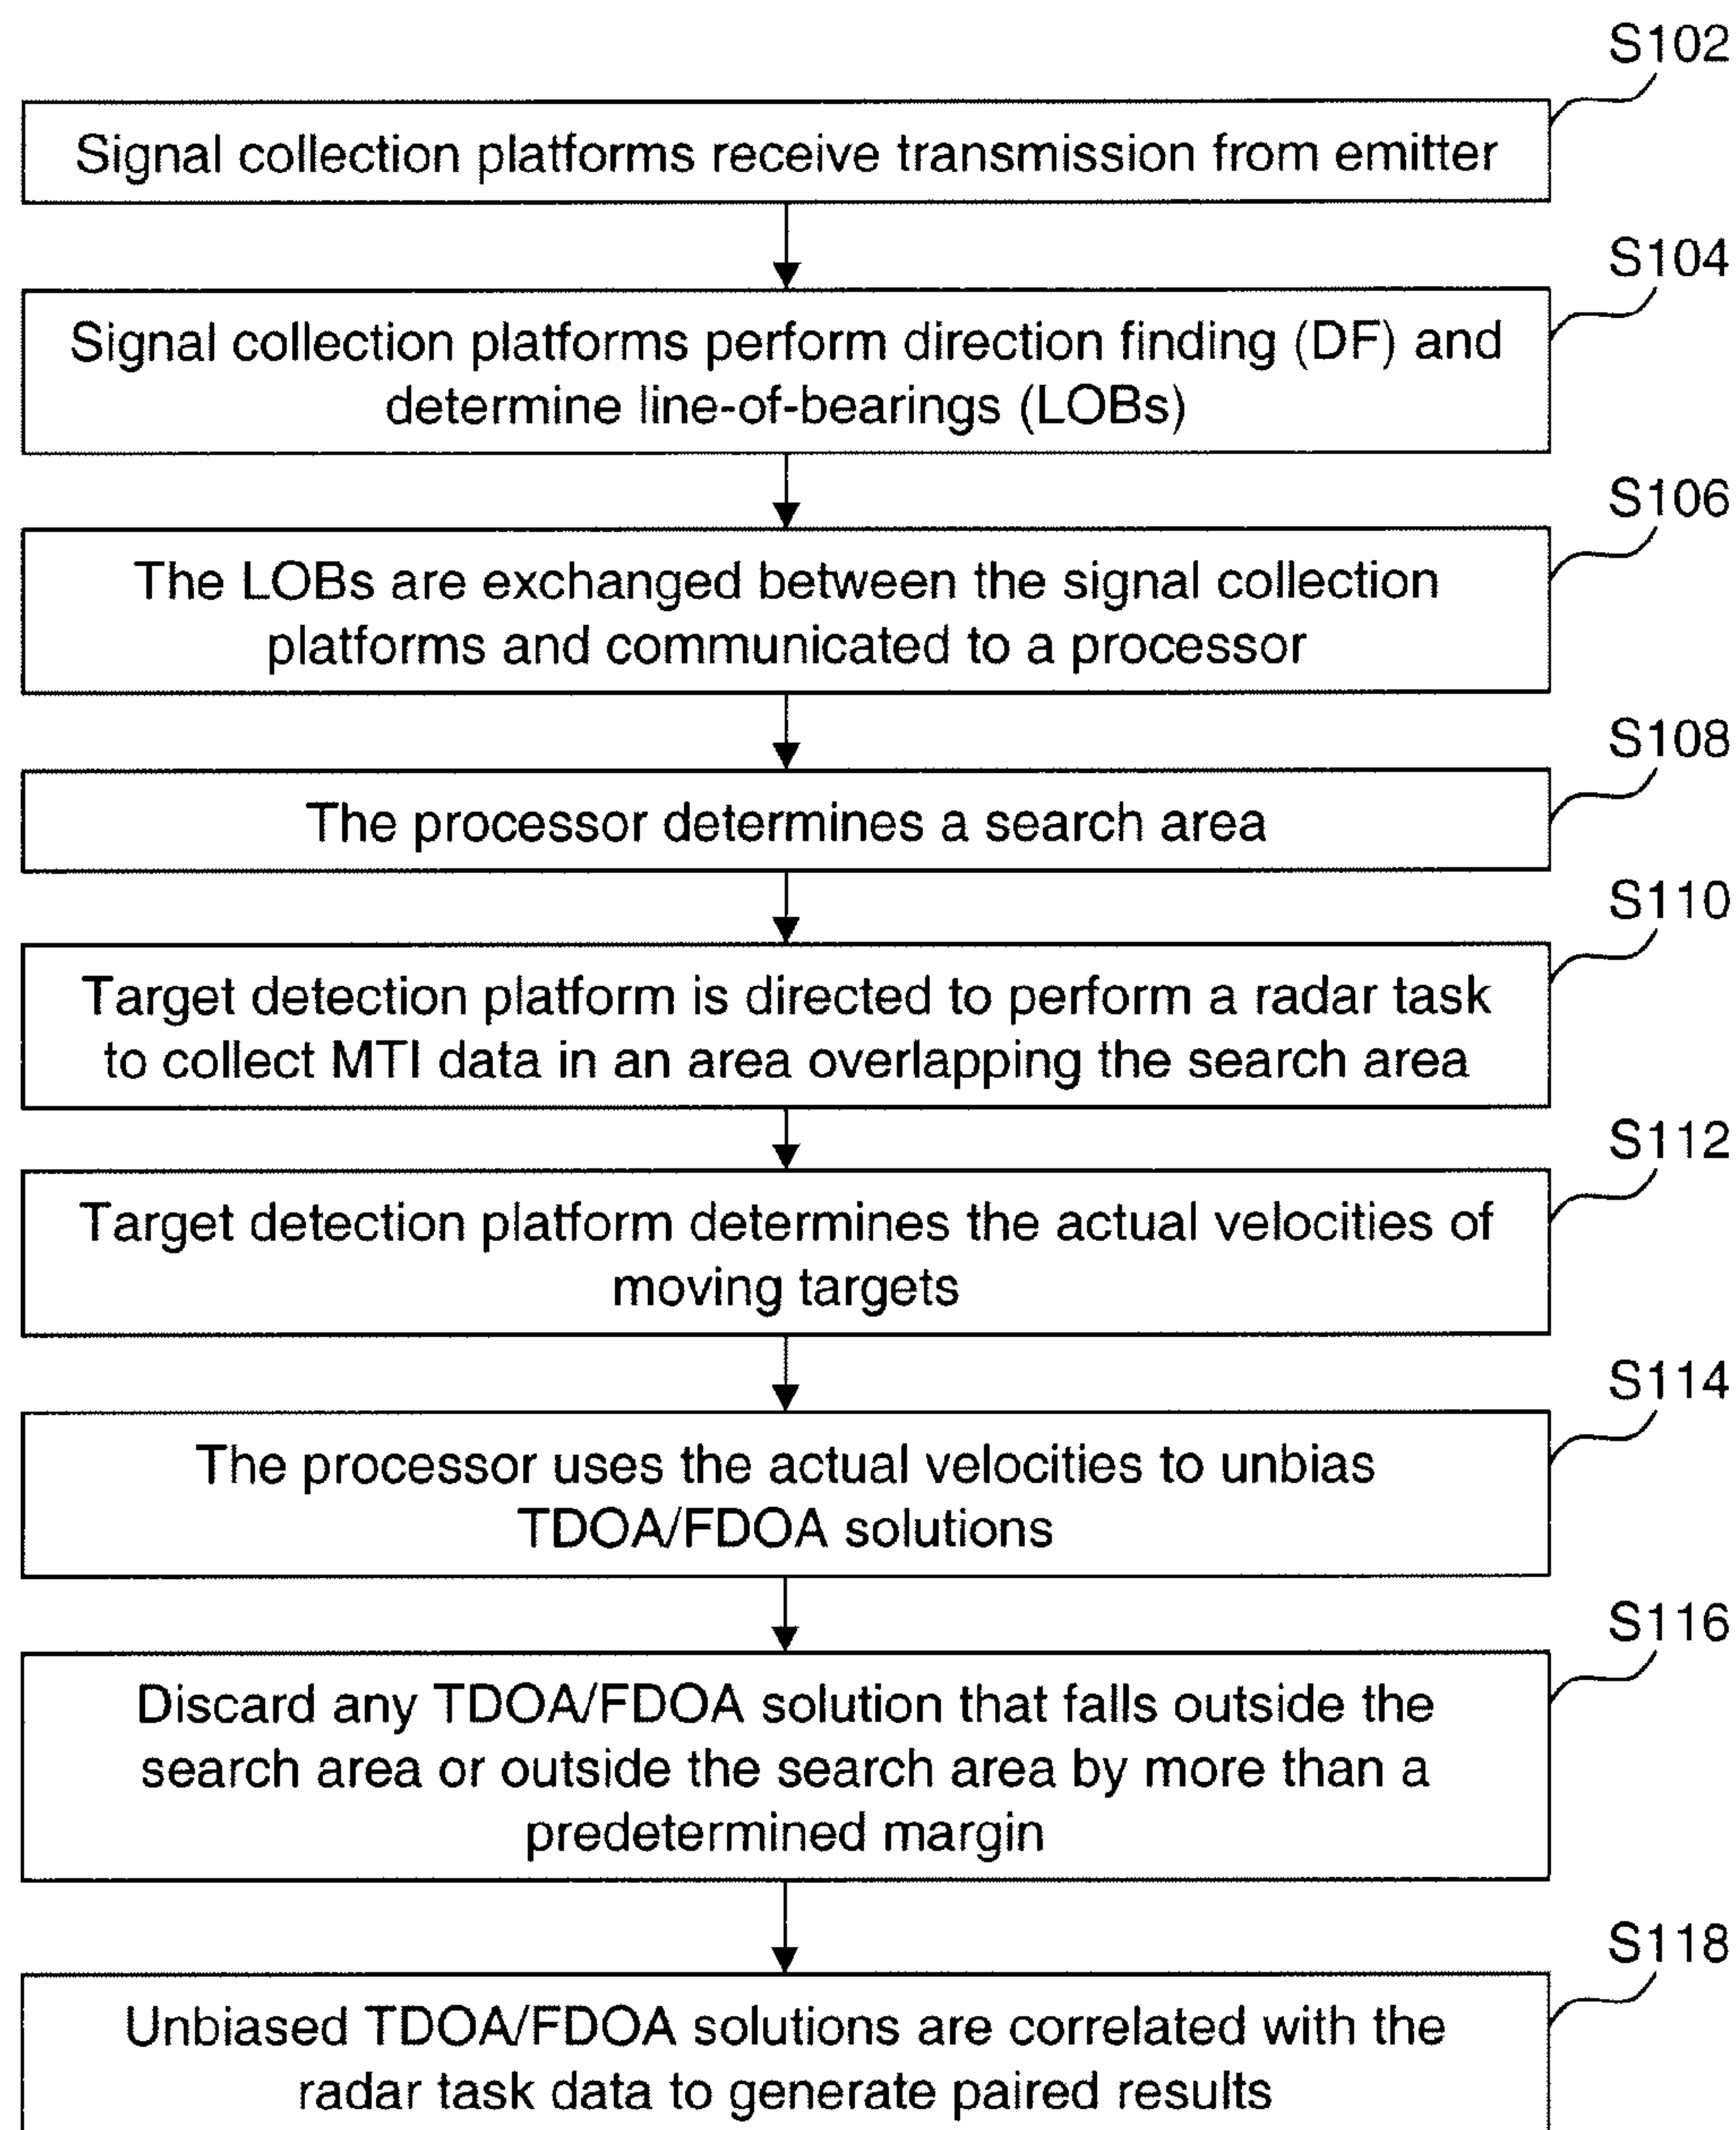 S102
Signal collection platforms receive transmission from emitter
S104
Signal collection platforms perform direction finding (DF) and
determine line-of-bearings (LOBs)
S106
The LOBs are exchanged between the signal collection
platforms and communicated to a processor
S108
The processor determines a search area
S110
Target detection platform is directed to perform a radar task
to collect MTI data in an area overlapping the search area
S112
Target detection platform determines the actual velocities of
moving targets
S114
The processor uses the actual velocities to unbias
TDOA/FDOA solutions
S116
Discard any TDOA/FDOA solution that falls outside the
search area or outside the search area by more than a
predetermined margin
S118
Unbiased TDOA/FDOA solutions are correlated with the
radar task data to generate paired results